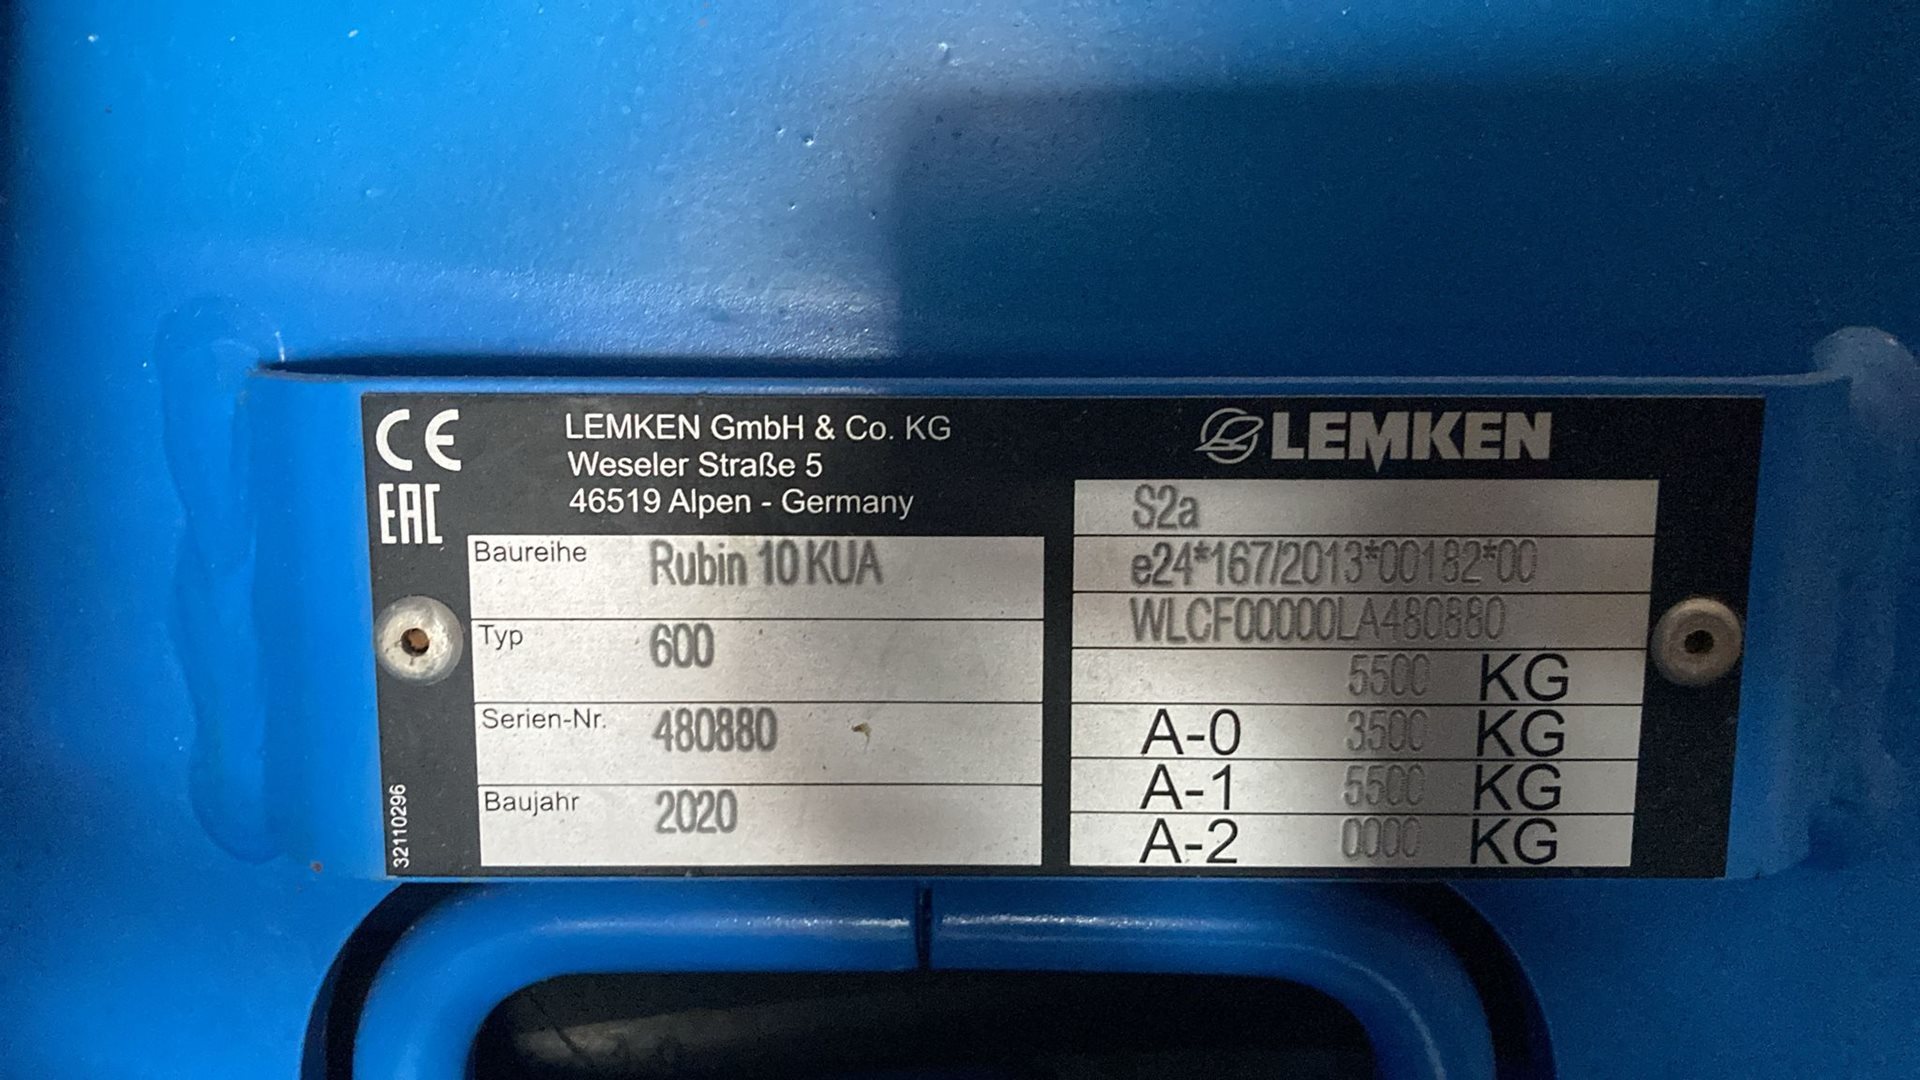 CE
EAC
LEMKEN GmbH & Co. KG
Weseler Straße 5
46519 Alpen - Germany
Baureihe Rubin 10 KUA
Typ 600
Serien-Nr. 480880
Baujahr 2020
32110296
LEMKEN
S2a
e24*167/2013*00182*00
WLCF00000LA480880
5500 KG
A-0 3500 KG
A-1 5500 KG
A-2 0000 KG